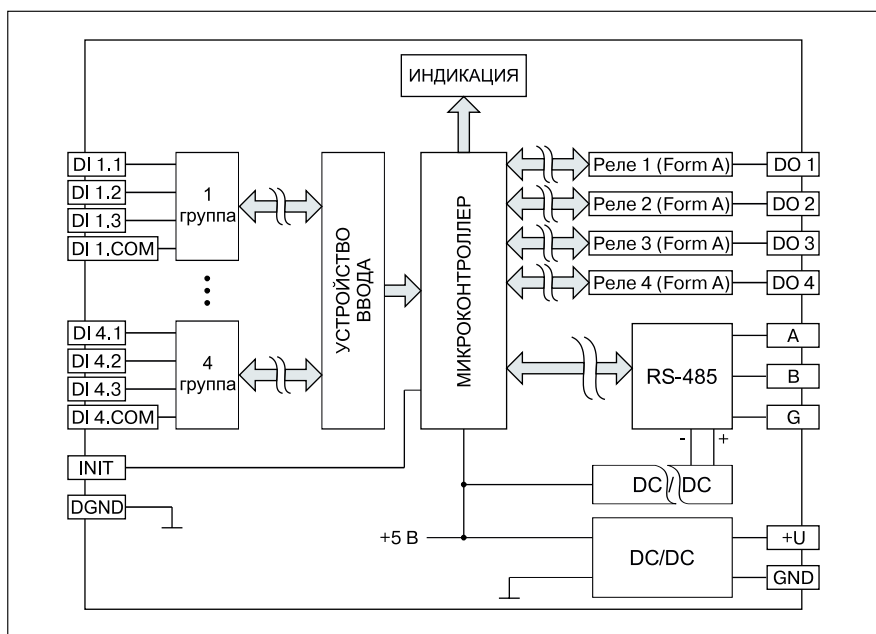 ИНДИКАЦИЯ
DI 1.1
DI 1.2
DI 1.3
DI 1.COM
1
группа
DI 4.1
DI 4.2
DI 4.3
DI 4.COM
4
группа
INIT
DGND
УСТРОЙСТВО
ВВОДА
МИКРОКОНТРОЛЛЕР
Реле 1 (Form A)
DO 1
Реле 2 (Form A)
DO 2
Реле 3 (Form A)
DO 3
Реле 4 (Form A)
DO 4
RS-485
A
B
G
- +
DC / DC
+5 В
DC/DC
+U
GND